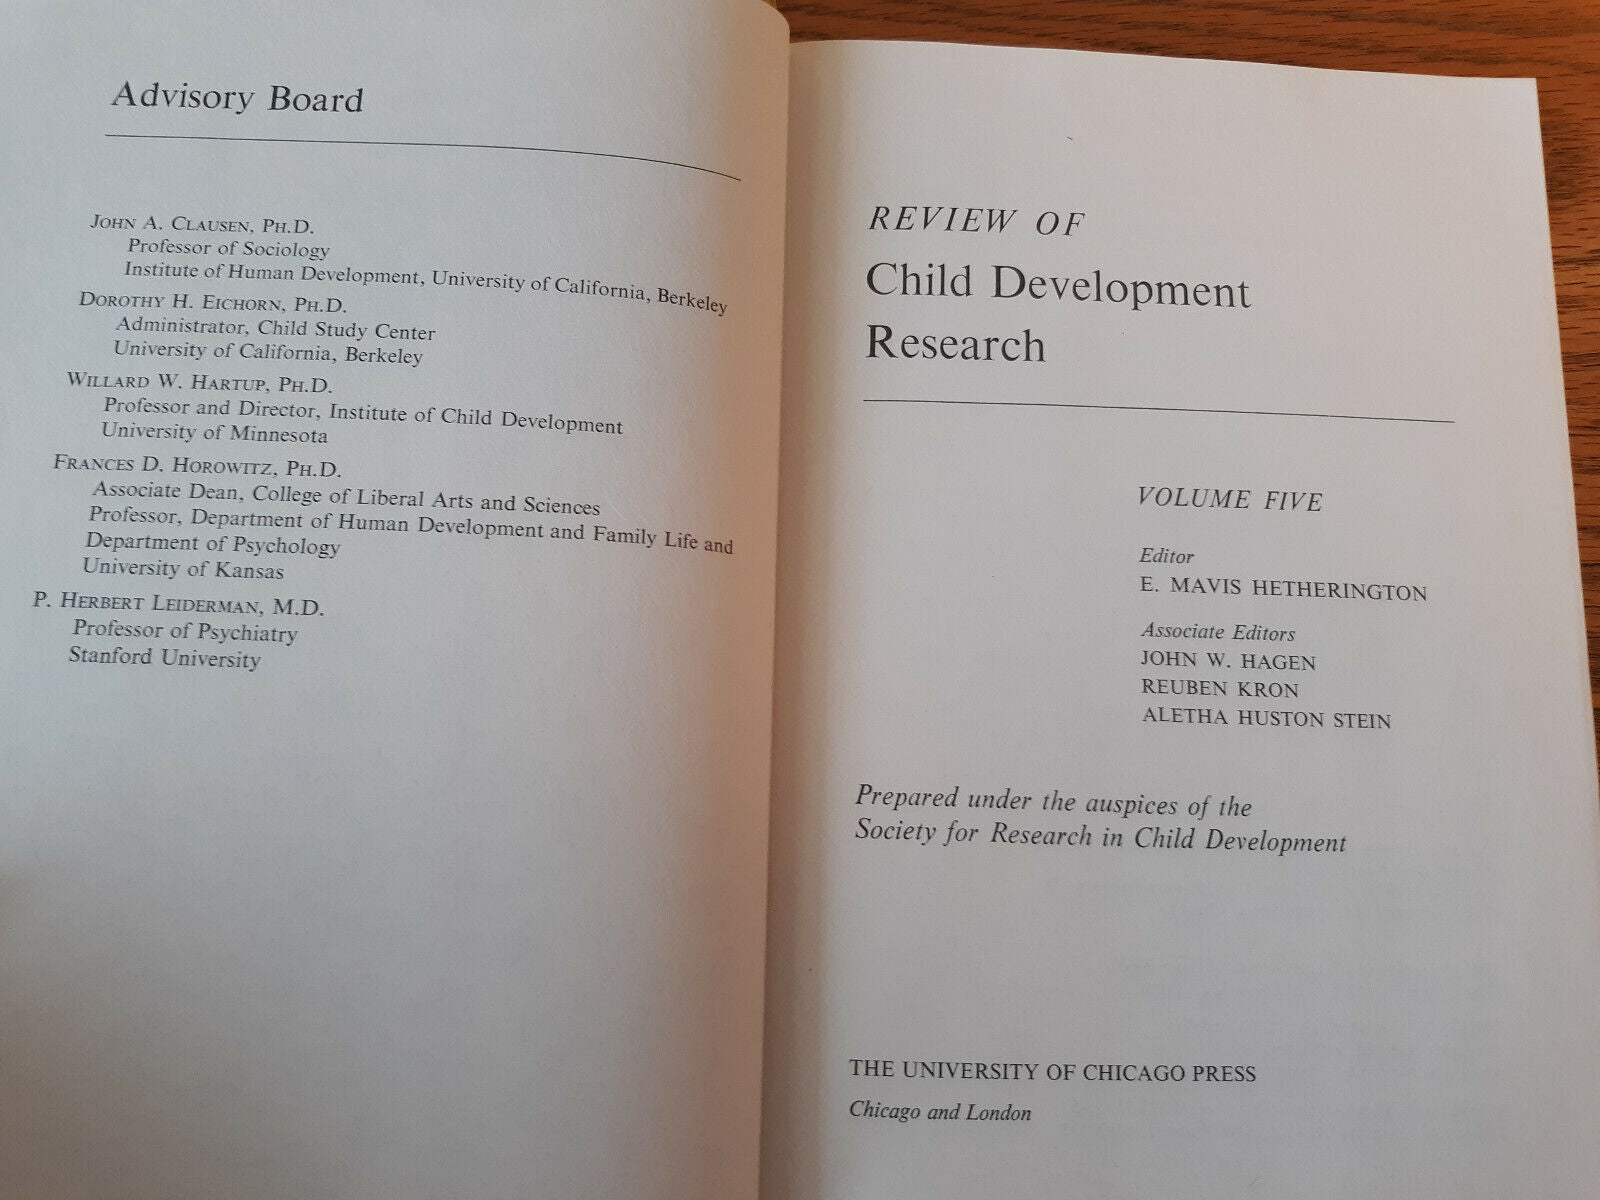 Advisory Board
JOHN A. CLAUSEN, PH.D.
Professor of Sociology
Institute of Human Development, University of California, Berkeley
DOROTHY H. EICHORN, PH.D.
Administrator, Child Study Center
University of California, Berkeley
WILLARD W. HARTUP, PH.D.
Professor and Director, Institute of Child Development
University of Minnesota
FRANCES D. HOROWITZ, PH.D.
Associate Dean, College of Liberal Arts and Sciences
Professor, Department of Human Development and Family Life and
Department of Psychology
University of Kansas
P. HERBERT LEIDERMAN, M.D.
Professor of Psychiatry
Stanford University
REVIEW OF
Child Development
Research
VOLUME FIVE
Editor
E. MAVIS HETHERINGTON
Associate Editors
JOHN W. HAGEN
REUBEN KRON
ALETHA HUSTON STEIN
Prepared under the auspices of the
Society for Research in Child Development
THE UNIVERSITY OF CHICAGO PRESS
Chicago and London